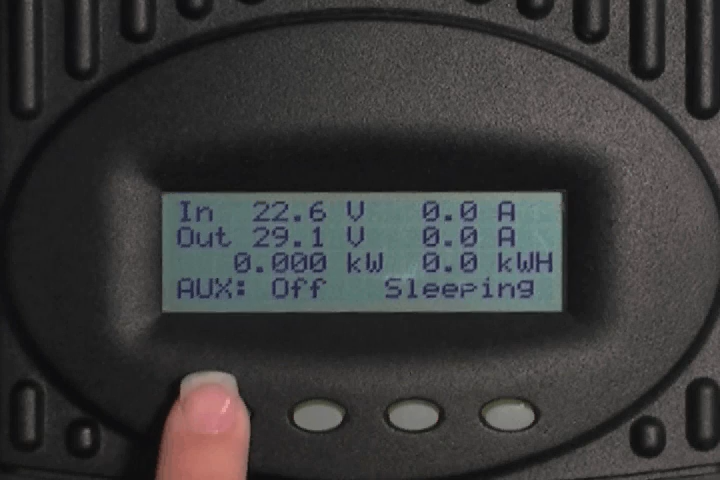 In 22.6 V 0.0 A
Out 29.1 V 0.0 A
0.000 kW 0.0 kWH
AUX: Off Sleeping